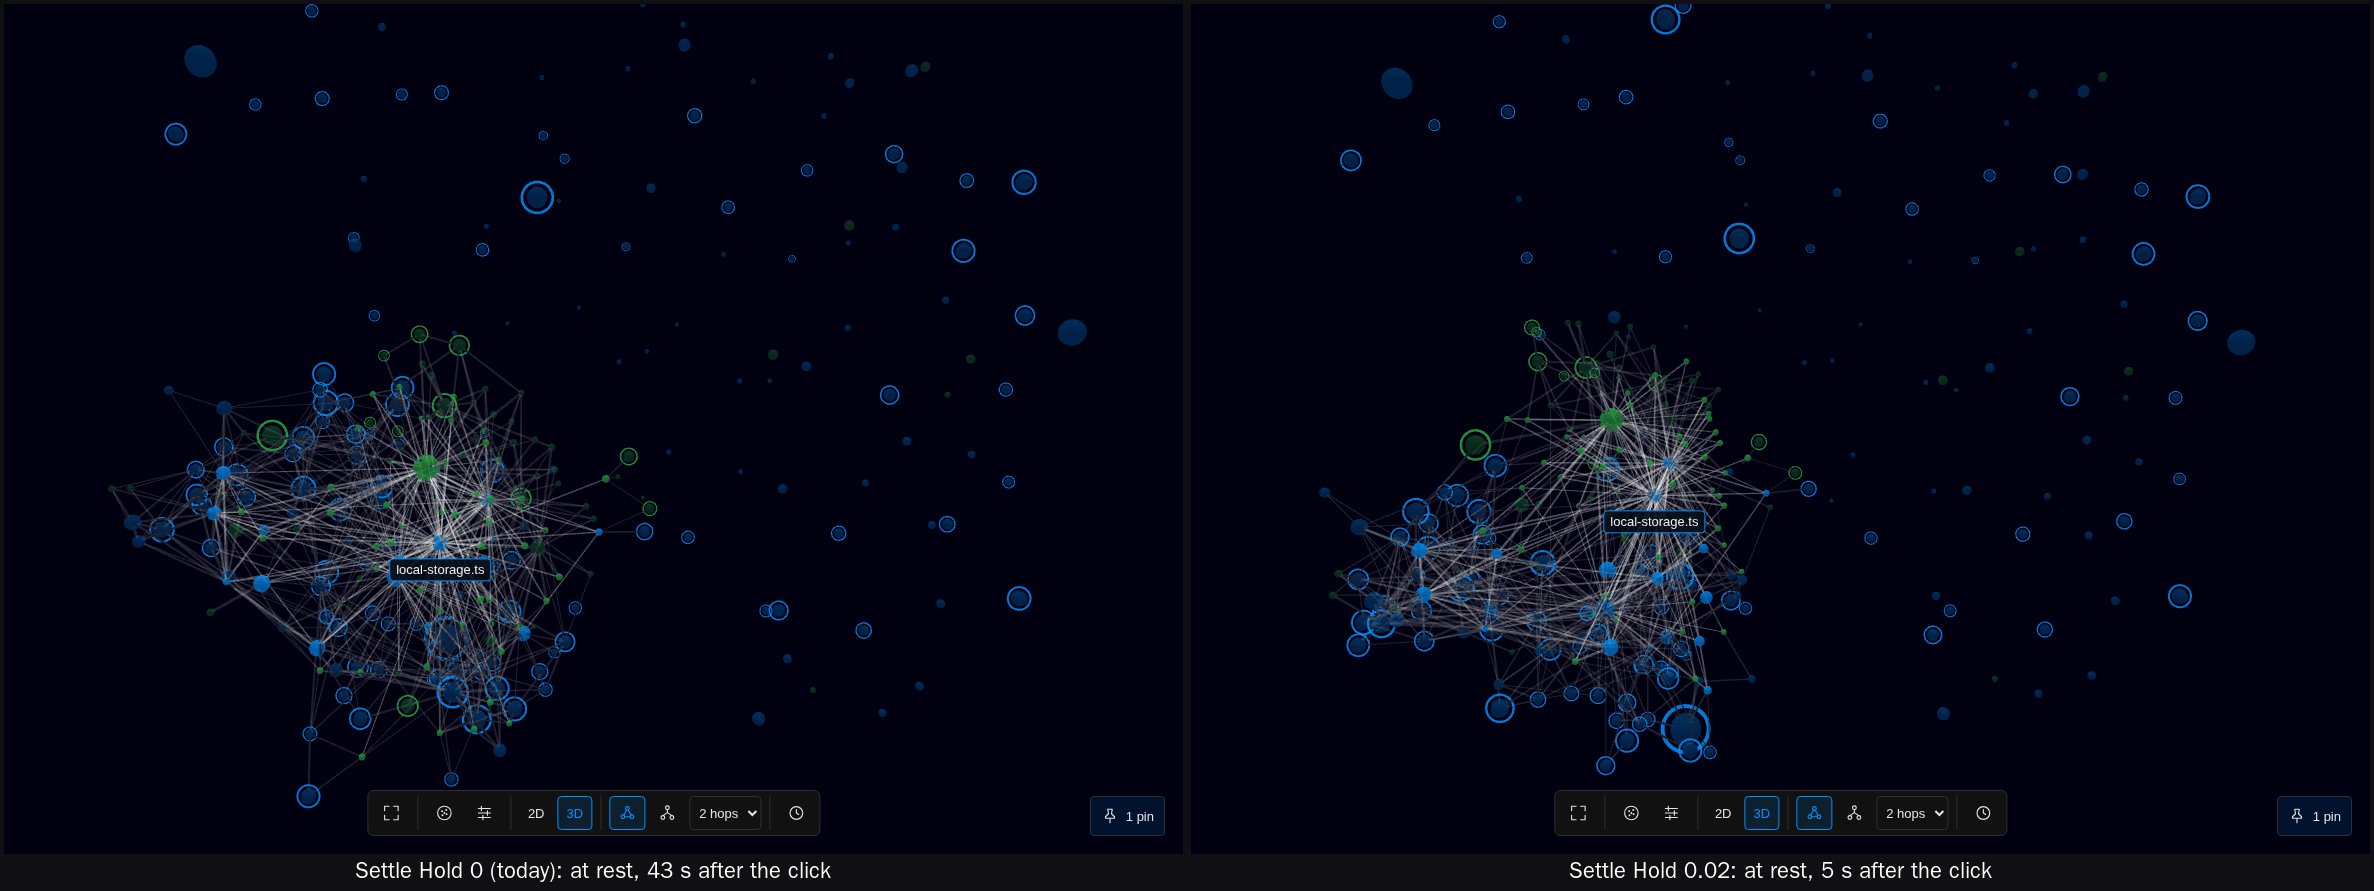 local-storage.ts
2D 3D 2 hops
1 pin
Settle Hold 0 (today): at rest, 43 s after the click
local-storage.ts
2D 3D 2 hops
1 pin
Settle Hold 0.02: at rest, 5 s after the click